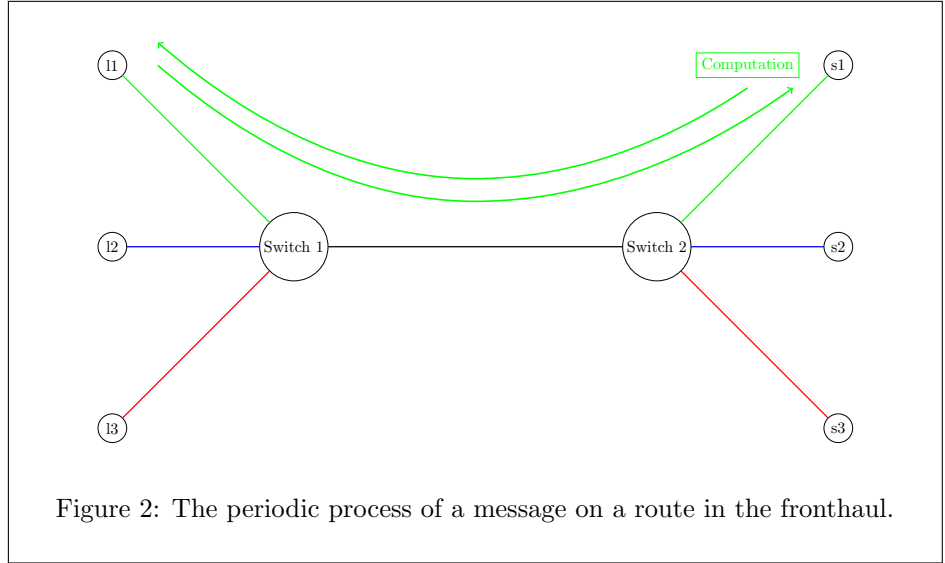 l1
Computation
s1
l2
Switch 1
Switch 2
s2
l3
s3
Figure 2: The periodic process of a message on a route in the fronthaul.